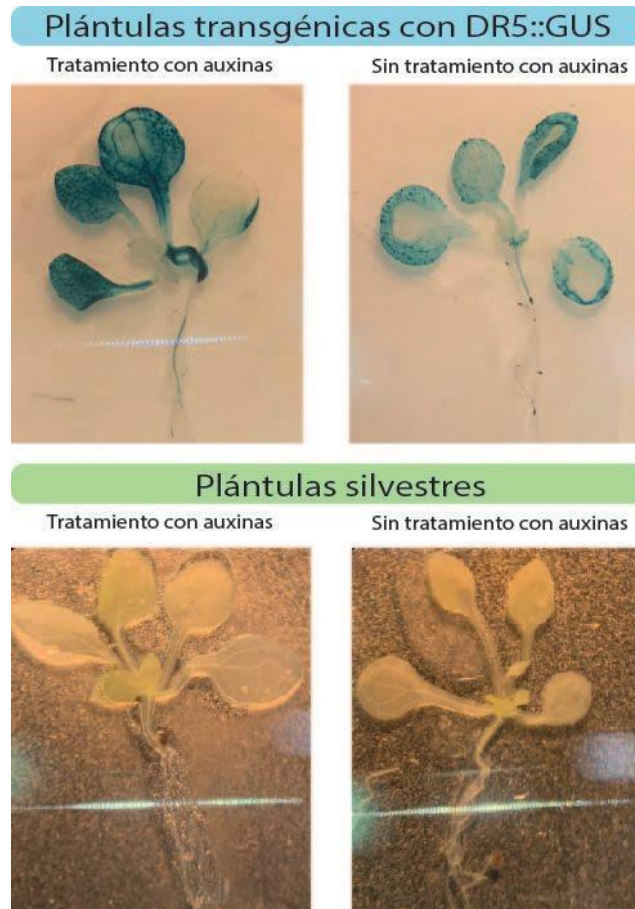 Plántulas transgénicas con DR5::GUS
Tratamiento con auxinas
Sin tratamiento con auxinas
Plántulas silvestres
Tratamiento con auxinas
Sin tratamiento con auxinas